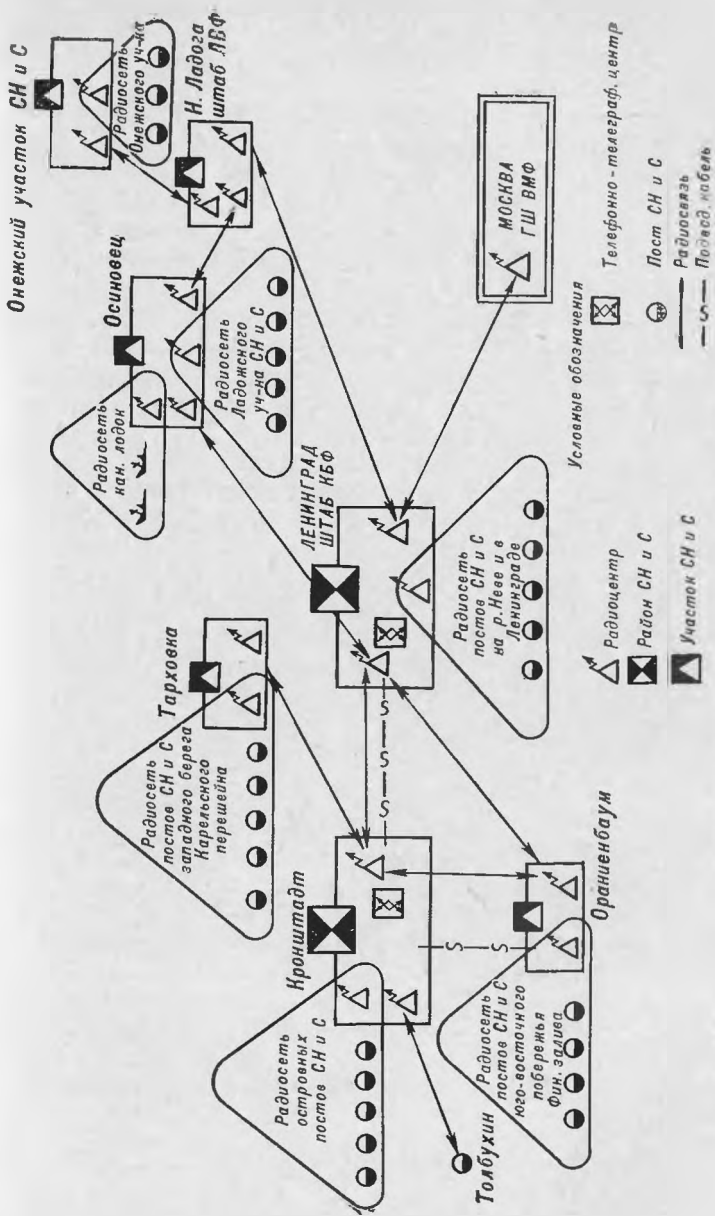 Онежский участок СН и С
Радиосеть
Онежского уч-на
Н. Ладога
штаб ЛВФ
Осиновец
Радиосеть
кан. лодок
Радиосеть
Ладожского
уч-на СН и С
МОСКВА
ГШ ВМФ
ЛЕНИНГРАД
ШТАБ КБФ
Радиосеть
постов СН и С
на р. Неве и в
Ленинграде
Тарховка
Радиосеть
постов СН и С
западного берега
Карельского
перешейка
Кронштадт
Радиосеть
островных
постов СН и С
Толбухин
Ораниенбаум
Радиосеть
постов СН и С
юго-восточного
побережья
Фин. залива
S
S
S
S
S
Условные обозначения
Радиоцентр
Район СН и С
Участок СН и С
Телефонно-телеграф. центр
Пост СН и С
Радиосвязь
—S— Подвод. кабель